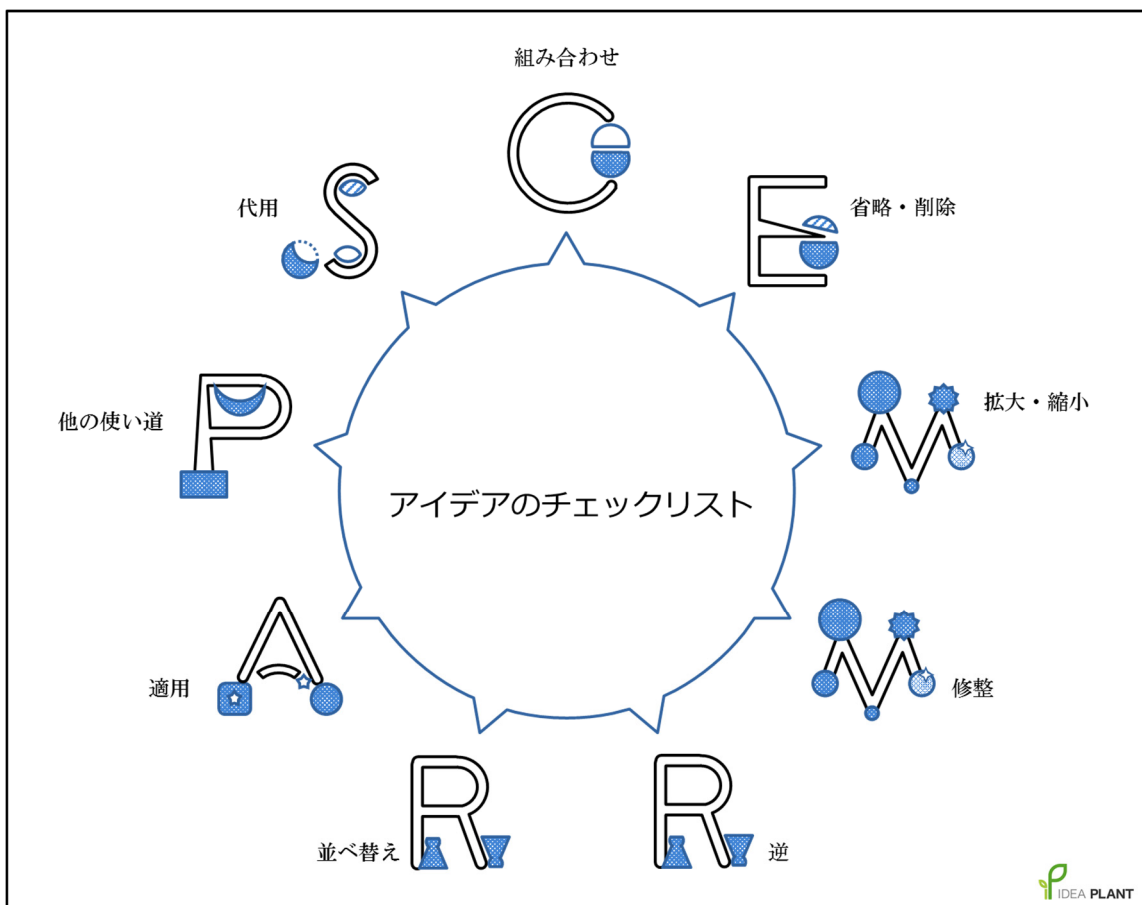 組み合わせ
C
代用
S
E
省略・削除
他の使い道
P
M
拡大・縮小
アイデアのチェックリスト
適用
A
M
修整
並べ替え
R
R
逆
IDEA PLANT